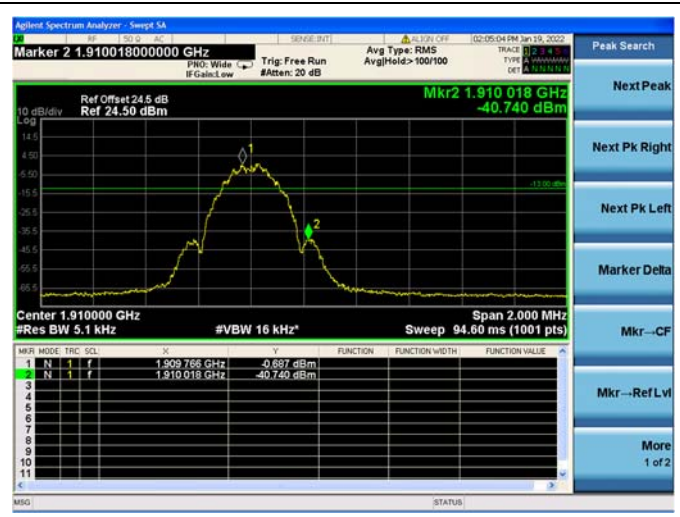 Agilent Spectrum Analyzer - Swept SA
RF 50 Ω AC SENSE:INT ALIGN OFF 02:05:04 PM Jan 19, 2022
Marker 2 1.910018000000 GHz
PNO: Wide
IFGain:Low
Trig: Free Run
#Atten: 20 dB
Avg Type: RMS
Avg|Hold:>100/100
TRACE 1 2 3 4 5 6
TYPE
DET A N N N N N
Peak Search
Ref Offset 24.5 dB
10 dB/div Ref 24.50 dBm
Log
Mkr2 1.910 018 GHz
-40.740 dBm
14.5
4.50
-5.50
-15.5
-25.5
-35.5
-45.5
-55.5
-65.5
1
2
-13.00 dBm
Center 1.910000 GHz Span 2.000 MHz
#Res BW 5.1 kHz #VBW 16 kHz* Sweep 94.60 ms (1001 pts)
MKR MODE TRC SCL X Y FUNCTION FUNCTION WIDTH FUNCTION VALUE
1 N 1 f 1.909 766 GHz -0.687 dBm
2 N 1 f 1.910 018 GHz -40.740 dBm
3
4
5
6
7
8
9
10
11
MSG STATUS
Next Peak
Next Pk Right
Next Pk Left
Marker Delta
Mkr→CF
Mkr→Ref Lvl
More
1 of 2